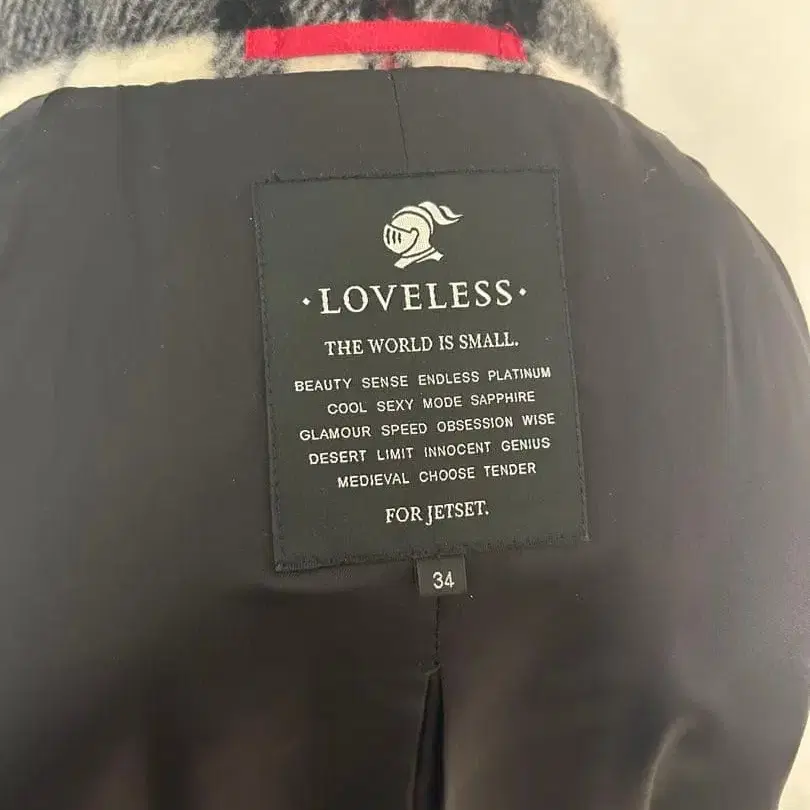 ·LOVELESS·
THE WORLD IS SMALL.
BEAUTY SENSE ENDLESS PLATINUM
COOL SEXY MODE SAPPHIRE
GLAMOUR SPEED OBSESSION WISE
DESERT LIMIT INNOCENT GENIUS
MEDIEVAL CHOOSE TENDER
FOR JETSET.
34